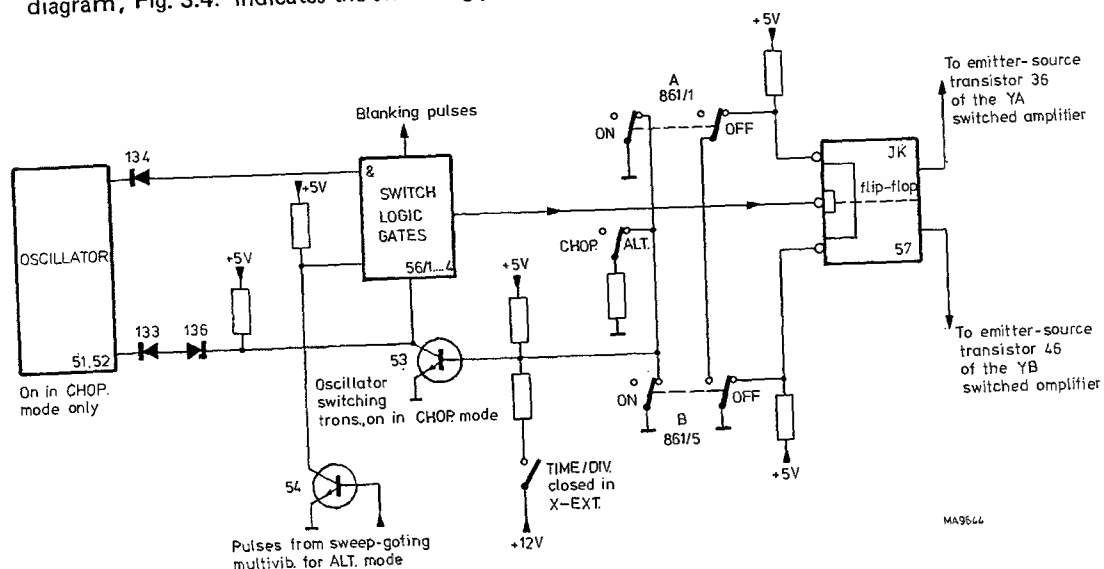 diagram, Fig. 3.4. indicates the
+5V
To emitter-source
transistor 36
of the YA
switched amplifier
A
861/1
Blanking pulses
ON
OFF
134
&
SWITCH
LOGIC
GATES
56/1....4
JK
flip-flop
57
+5V
OSCILLATOR
51,52
CHOP.
ALT.
+5V
+5V
133
136
53
On in CHOP.
mode only
Oscillator
switching
trans.,on in CHOP. mode
To emitter-source
transistor 46
of the YB
switched omplifier
ON
OFF
B
861/5
+5V
54
TIME/DIV.
closed in
X-EXT.
+12V
Pulses from sweep-goting
multivib. for ALT. mode
MA9644